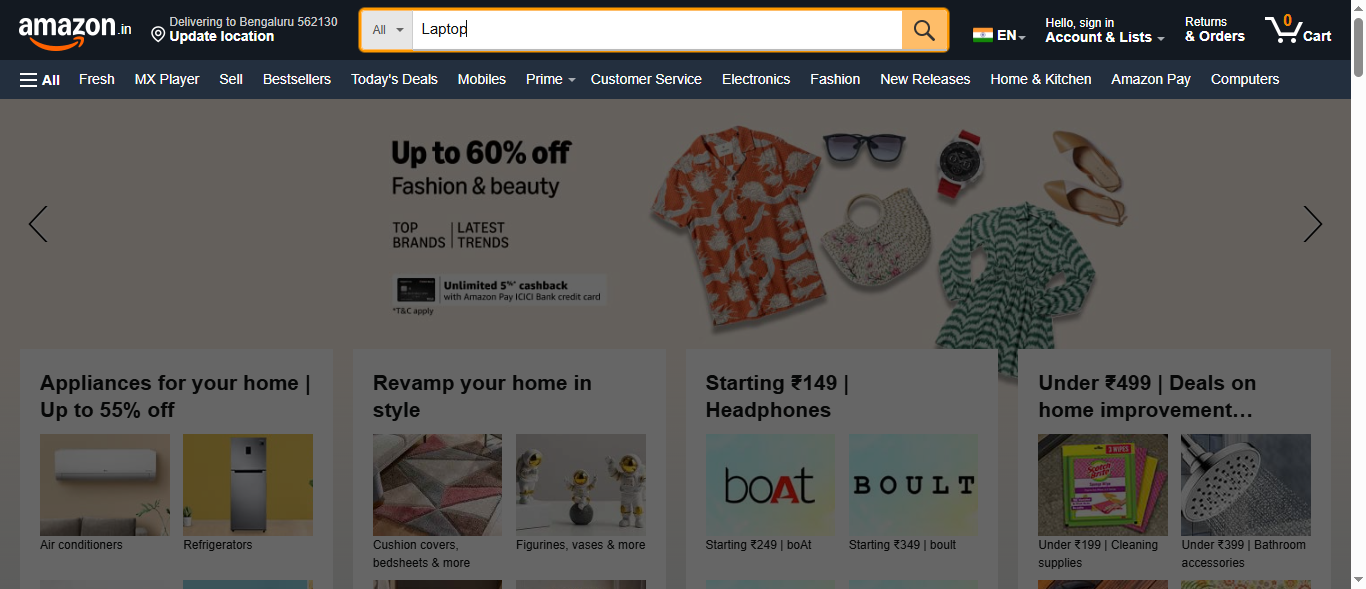 amazon.in
Delivering to Bengaluru 562130
Update location
All
Laptop
EN
Hello, sign in
Account & Lists
Returns
& Orders
0
Cart
All
Fresh
MX Player
Sell
Bestsellers
Today's Deals
Mobiles
Prime
Customer Service
Electronics
Fashion
New Releases
Home & Kitchen
Amazon Pay
Computers
Up to 60% off
Fashion & beauty
TOP BRANDS
LATEST TRENDS
Unlimited 5%* cashback
with Amazon Pay ICICI Bank credit card
*T&C apply
Appliances for your home |
Up to 55% off
Air conditioners
Refrigerators
Revamp your home in
style
Cushion covers,
bedsheets & more
Figurines, vases & more
Starting ₹149 |
Headphones
boAt
BOULT
Starting ₹249 | boAt
Starting ₹349 | boult
Under ₹499 | Deals on
home improvement…
3 WIPES
Scotch
Brite
Under ₹199 | Cleaning
supplies
Under ₹399 | Bathroom
accessories